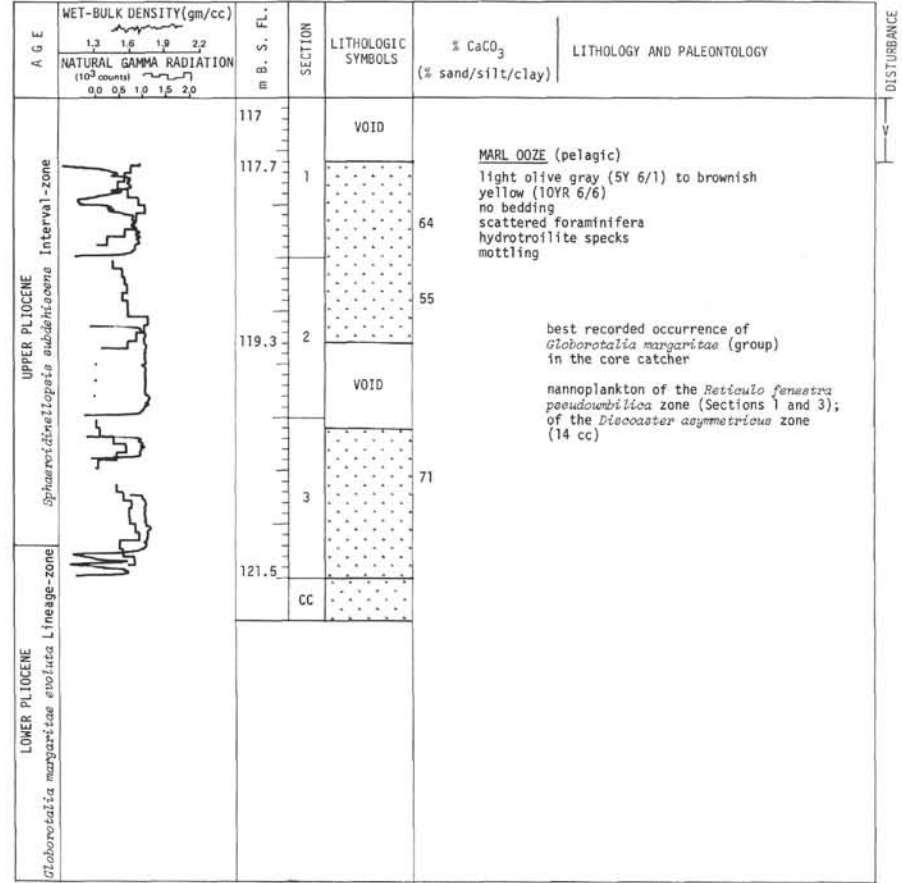 AGE
WET-BULK DENSITY(gm/cc)
1.3 1.6 1.9 2.2
NATURAL GAMMA RADIATION
(10³ counts)
0.0 0.5 1.0 1.5 2.0
m B. S. FL.
SECTION
LITHOLOGIC
SYMBOLS
% CaCO₃
(% sand/silt/clay)
LITHOLOGY AND PALEONTOLOGY
DISTURBANCE
UPPER PLIOCENE
Sphaeroidinellopsis subdehiscens Interval-zone
LOWER PLIOCENE
Globorotalia margaritae evoluta Lineage-zone
117
117.7
119.3
121.5
1
2
3
CC
VOID
VOID
64
55
71
MARL OOZE (pelagic)
light olive gray (5Y 6/1) to brownish
yellow (10YR 6/6)
no bedding
scattered foraminifera
hydrotroilite specks
mottling
best recorded occurrence of
Globorotalia margaritae (group)
in the core catcher
nannoplankton of the Reticulo fenestra
pseudoumbilica zone (Sections 1 and 3);
of the Discoaster asymmetricus zone
(14 cc)
V